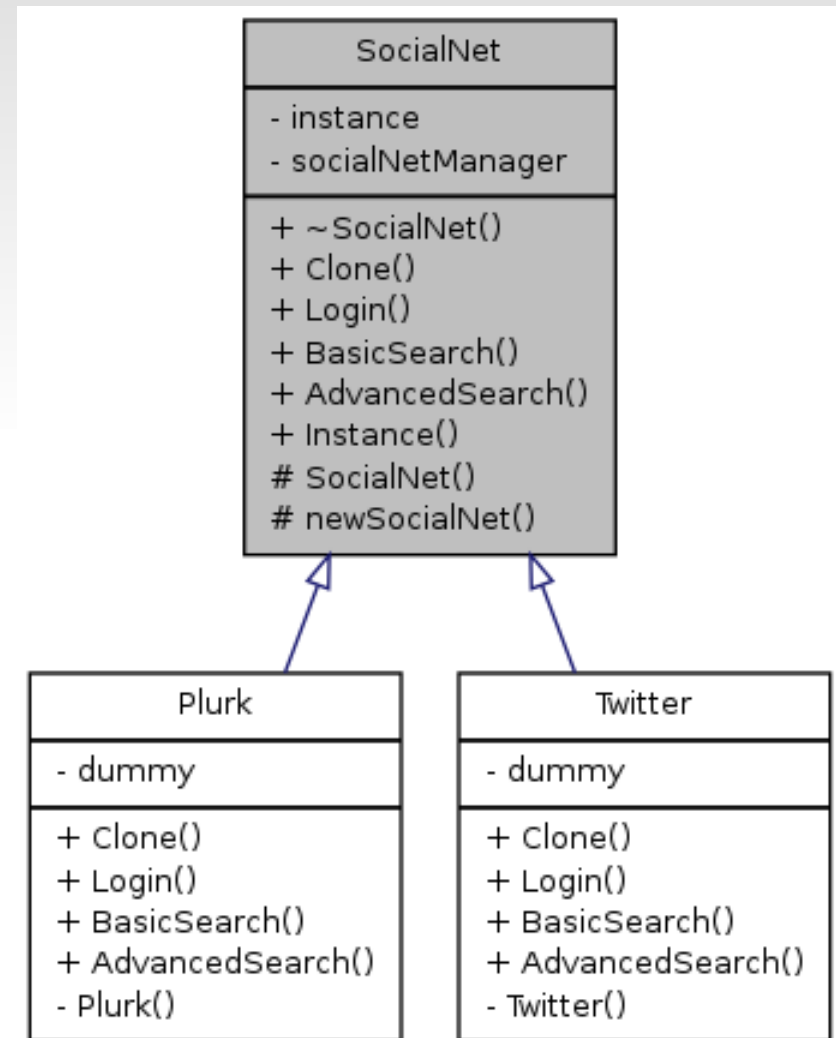 SocialNet
- instance
- socialNetManager
+ ~SocialNet()
+ Clone()
+ Login()
+ BasicSearch()
+ AdvancedSearch()
+ Instance()
# SocialNet()
# newSocialNet()
Plurk
- dummy
+ Clone()
+ Login()
+ BasicSearch()
+ AdvancedSearch()
- Plurk()
Twitter
- dummy
+ Clone()
+ Login()
+ BasicSearch()
+ AdvancedSearch()
- Twitter()